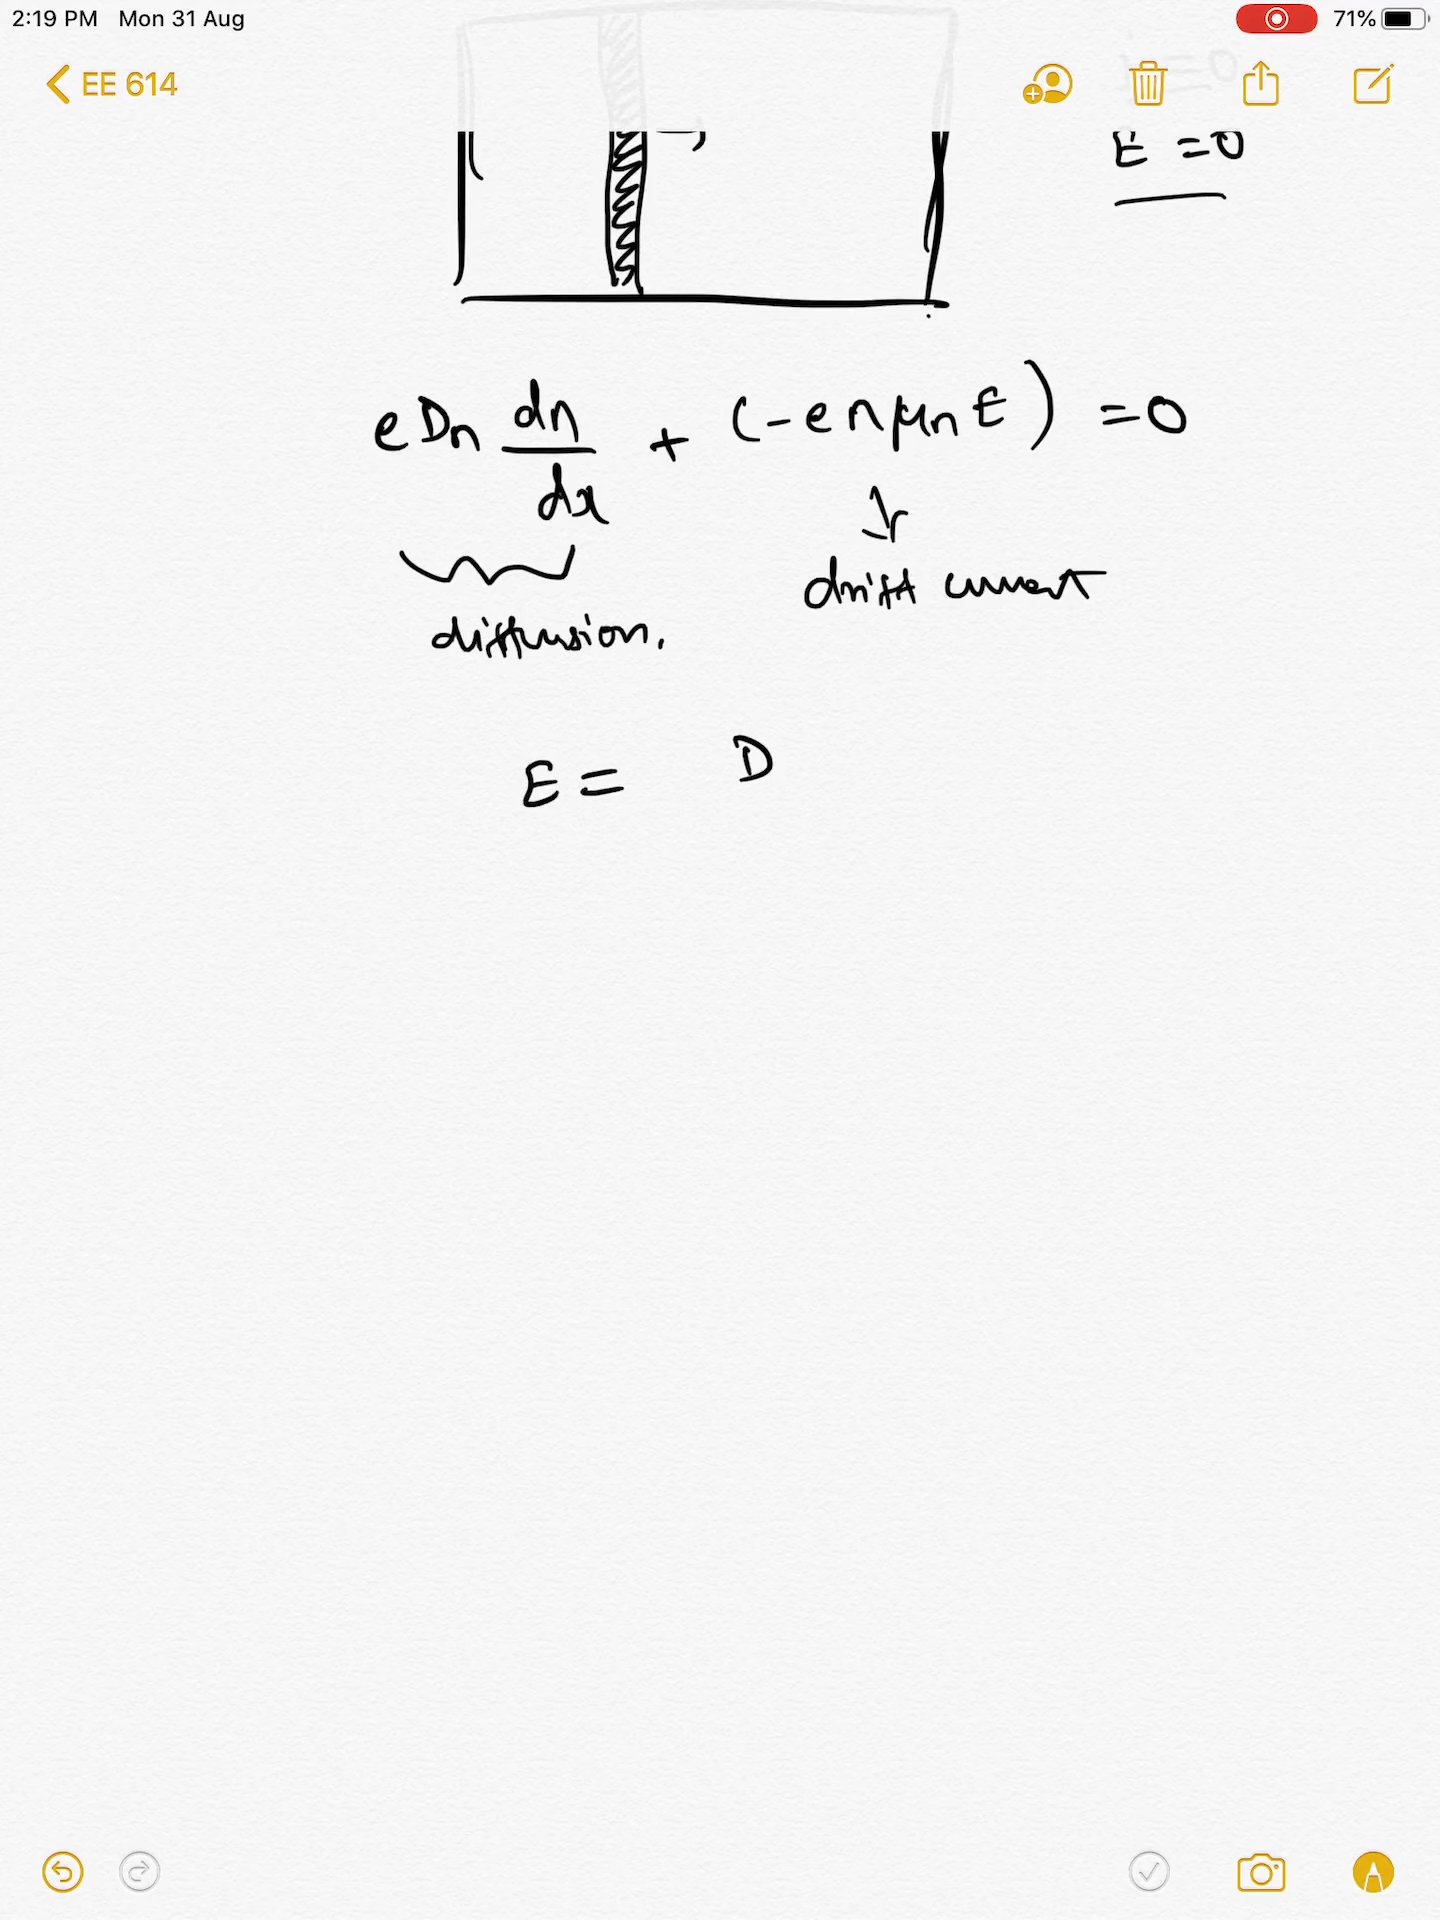 2:19 PM Mon 31 Aug
71%
EE 614
E = 0
e Dn dn/dx + (-e n μn E) = 0
diffusion.
drift current
E = D